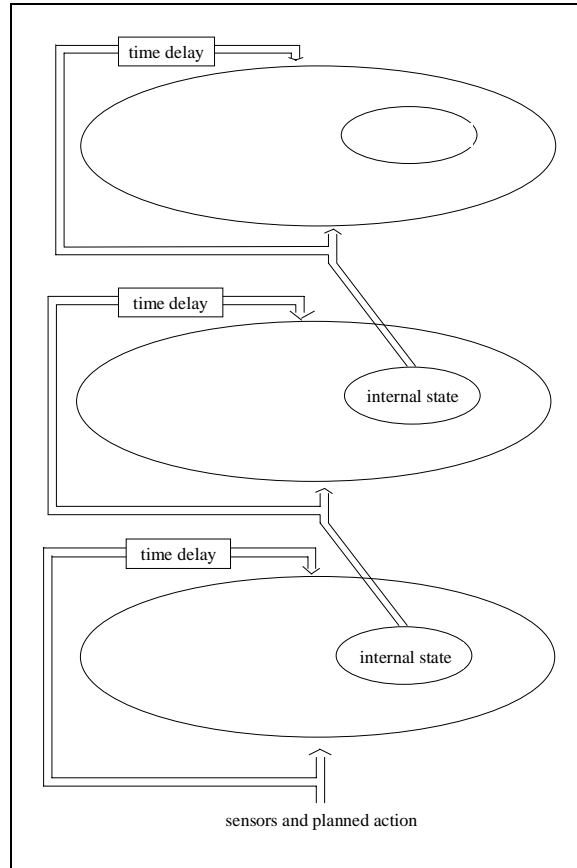 time delay
time delay
internal state
time delay
internal state
sensors and planned action